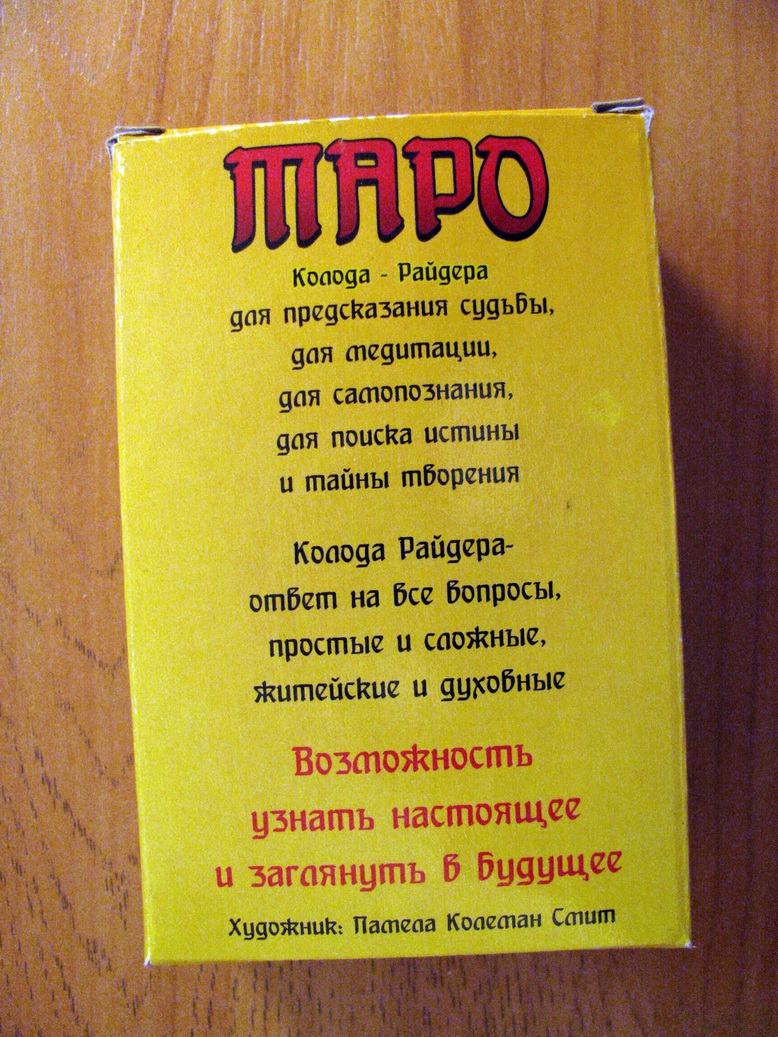 ТАРО
Колода - Райдера
для предсказания судьбы,
для медитации,
для самопознания,
для поиска истины
и тайны творения
Колода Райдера-
ответ на все вопросы,
простые и сложные,
житейские и духовные
Возможность
узнать настоящее
и заглянуть в будущее
Художник: Памела Колеман Смит